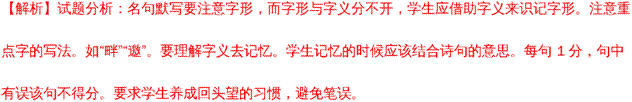 【解析】试题分析：名句默写要注意字形，而字形与字义分不开，学生应借助字义来识记字形。注意重
点字的写法。如“畔”“邀”。要理解字义去记忆。学生记忆的时候应该结合诗句的意思。每句 1 分，句中
有误该句不得分。要求学生养成回头望的习惯，避免笔误。